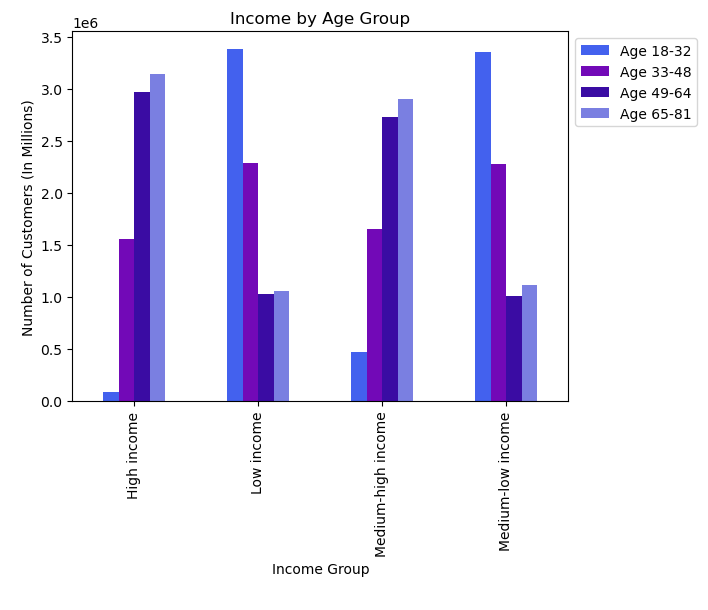 Income by Age Group
1e6
Number of Customers (In Millions)
3.5
3.0
2.5
2.0
1.5
1.0
0.5
0.0
High income
Low income
Medium-high income
Medium-low income
Income Group
Age 18-32
Age 33-48
Age 49-64
Age 65-81